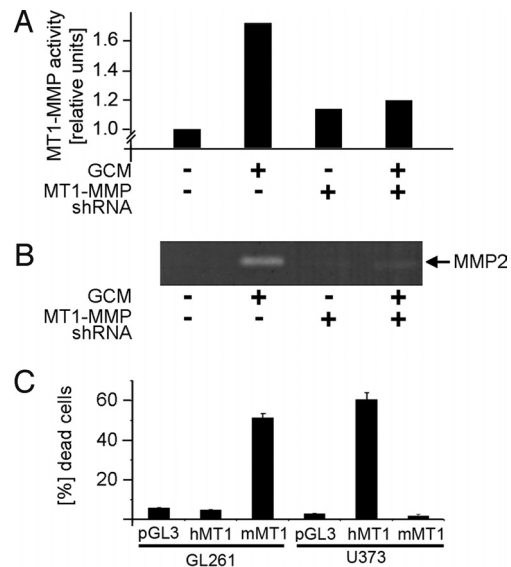 A
MT1-MMP activity
[relative units]
1.6
1.4
1.2
1.0
GCM - + - +
MT1-MMP - - + +
shRNA
B
MMP2
GCM - + - +
MT1-MMP - - + +
shRNA
C
[%] dead cells
60
40
20
pGL3 hMT1 mMT1 pGL3 hMT1 mMT1
GL261 U373